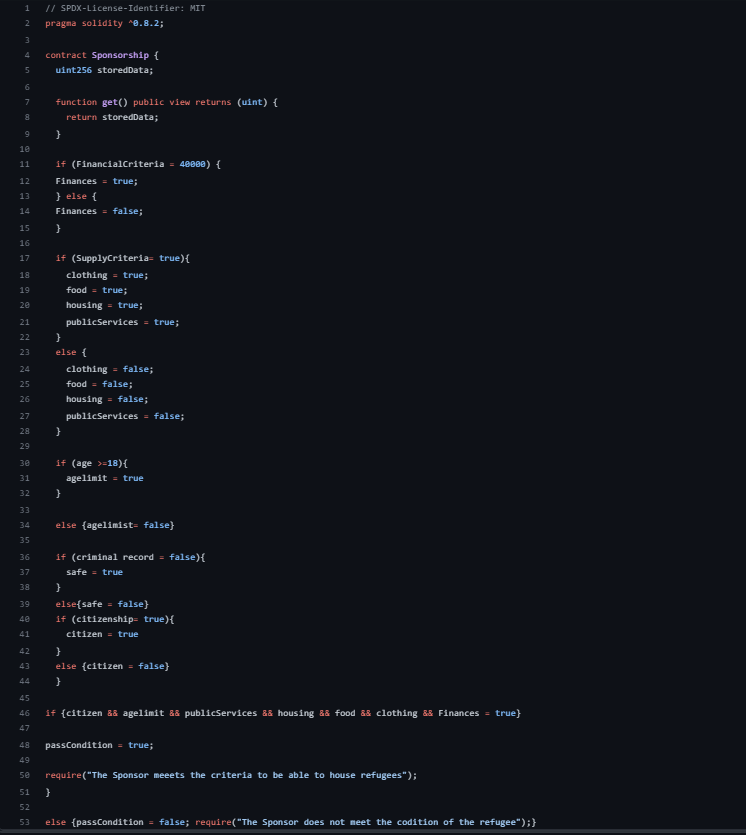 1 // SPDX-License-Identifier: MIT
2 pragma solidity ^0.8.2;
3
4 contract Sponsorship {
5 uint256 storedData;
6
7 function get() public view returns (uint) {
8 return storedData;
9 }
10
11 if (FinancialCriteria = 40000) {
12 Finances = true;
13 } else {
14 Finances = false;
15 }
16
17 if (SupplyCriteria= true){
18 clothing = true;
19 food = true;
20 housing = true;
21 publicServices = true;
22 }
23 else {
24 clothing = false;
25 food = false;
26 housing = false;
27 publicServices = false;
28 }
29
30 if (age >=18){
31 agelimit = true
32 }
33
34 else {agelimist= false}
35
36 if (criminal record = false){
37 safe = true
38 }
39 else{safe = false}
40 if (citizenship= true){
41 citizen = true
42 }
43 else {citizen = false}
44 }
45
46 if {citizen && agelimit && publicServices && housing && food && clothing && Finances = true}
47
48 passCondition = true;
49
50 require("The Sponsor meeets the criteria to be able to house refugees");
51 }
52
53 else {passCondition = false; require("The Sponsor does not meet the codition of the refugee");}